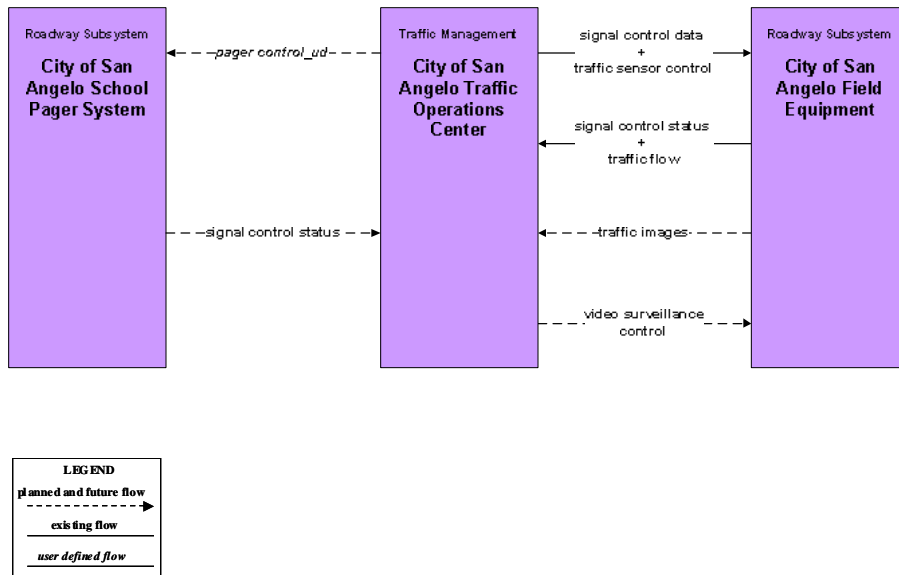 Roadway Subsystem
City of San
Angelo School
Pager System
pager control_ud
signal control status
Traffic Management
City of San
Angelo Traffic
Operations
Center
signal control data
+
traffic sensor control
signal control status
+
traffic flow
traffic images
video surveillance
control
Roadway Subsystem
City of San
Angelo Field
Equipment
LEGEND
planned and future flow
existing flow
user defined flow